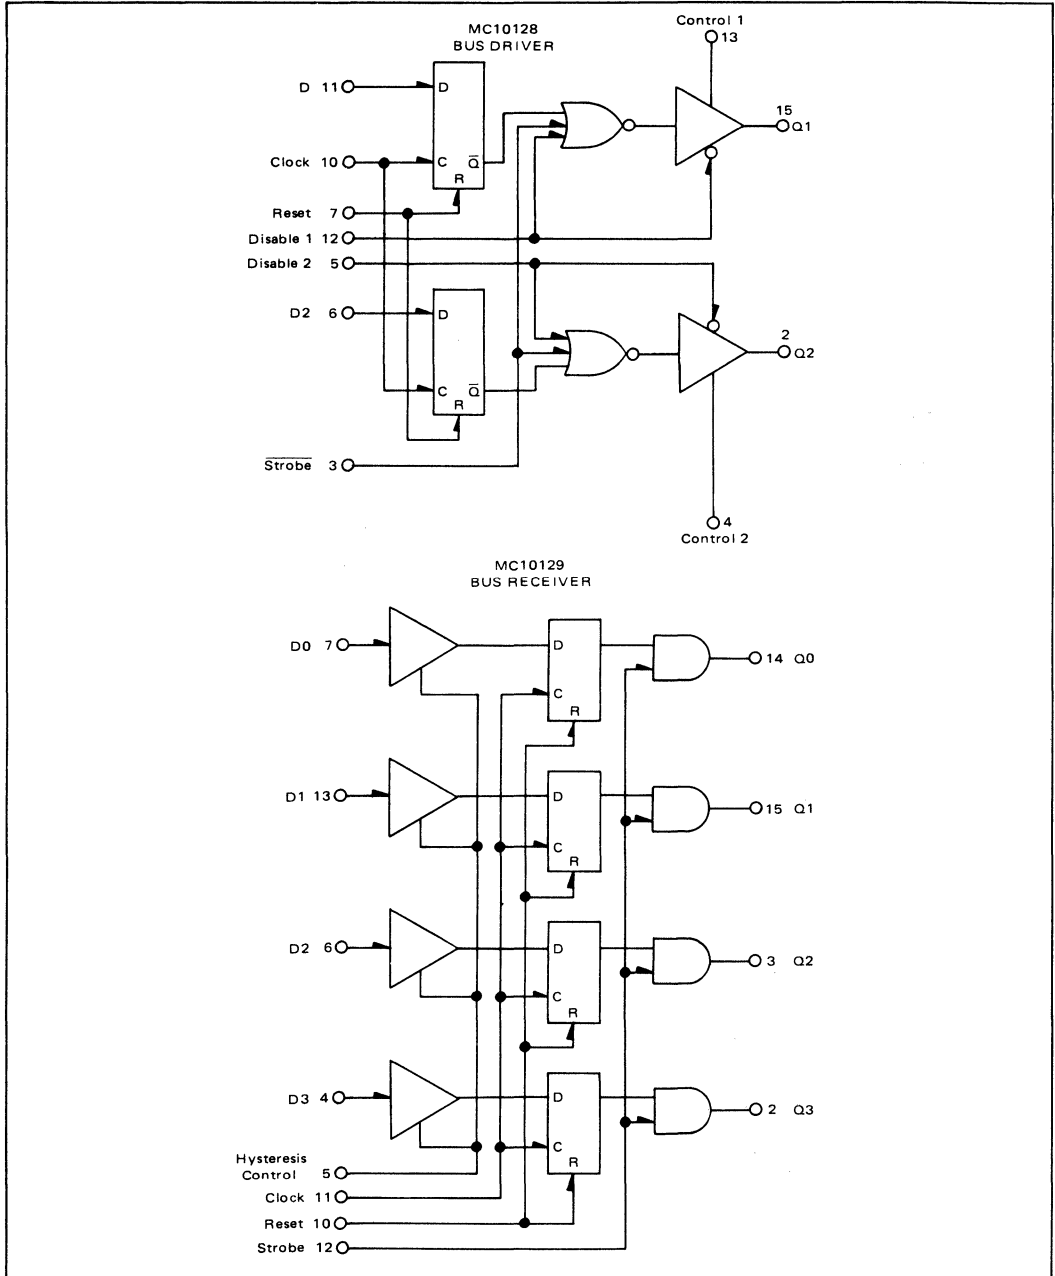 MC10128
BUS DRIVER
Control 1
13
D 11
D
15
Q1
Clock 10
C
Q̅
R
Reset 7
Disable 1 12
Disable 2 5
D2 6
D
2
Q2
C
Q̅
R
S̅t̅r̅o̅b̅e̅ 3
4
Control 2
MC10129
BUS RECEIVER
D0 7
D
14 Q0
C
R
D1 13
D
15 Q1
C
R
D2 6
D
3 Q2
C
R
D3 4
D
2 Q3
C
R
Hysteresis
Control 5
Clock 11
Reset 10
Strobe 12